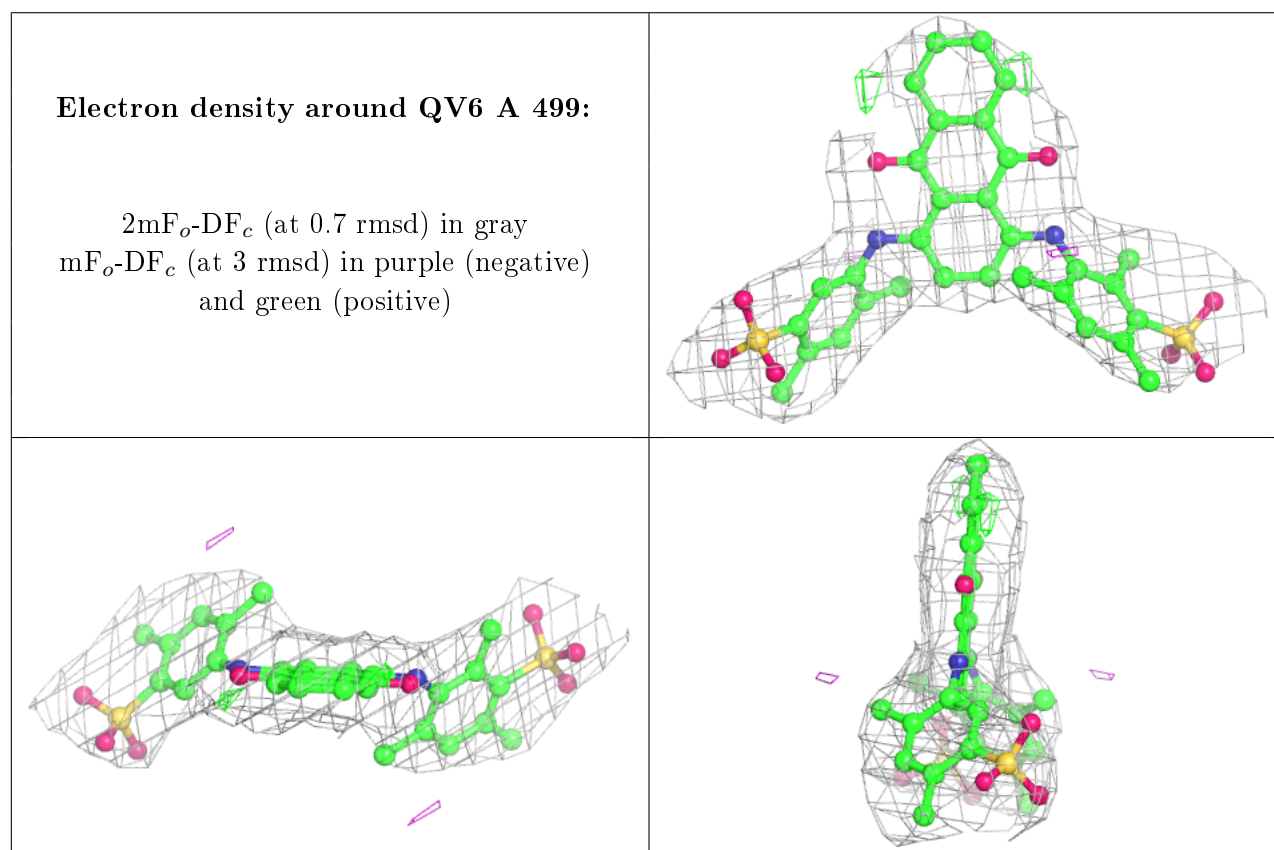 Electron density around QV6 A 499:
2mFo-DFc (at 0.7 rmsd) in gray
mFo-DFc (at 3 rmsd) in purple (negative)
and green (positive)